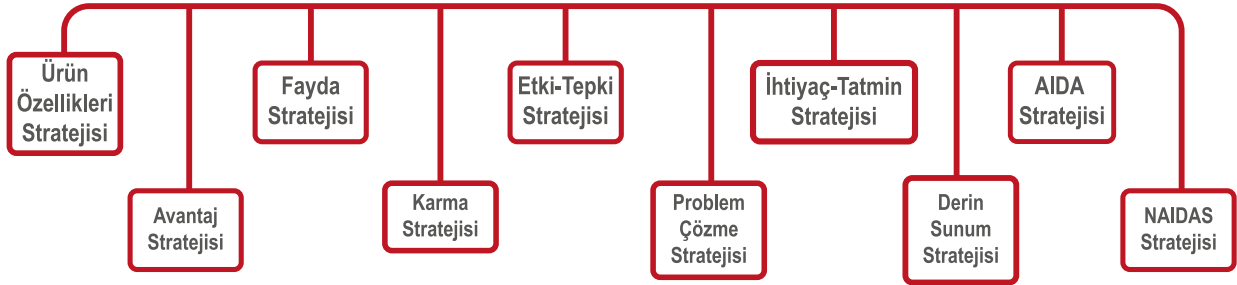 Ürün
Özellikleri
Stratejisi
Avantaj
Stratejisi
Fayda
Stratejisi
Karma
Stratejisi
Etki-Tepki
Stratejisi
Problem
Çözme
Stratejisi
İhtiyaç-Tatmin
Stratejisi
Derin
Sunum
Stratejisi
AIDA
Stratejisi
NAIDAS
Stratejisi